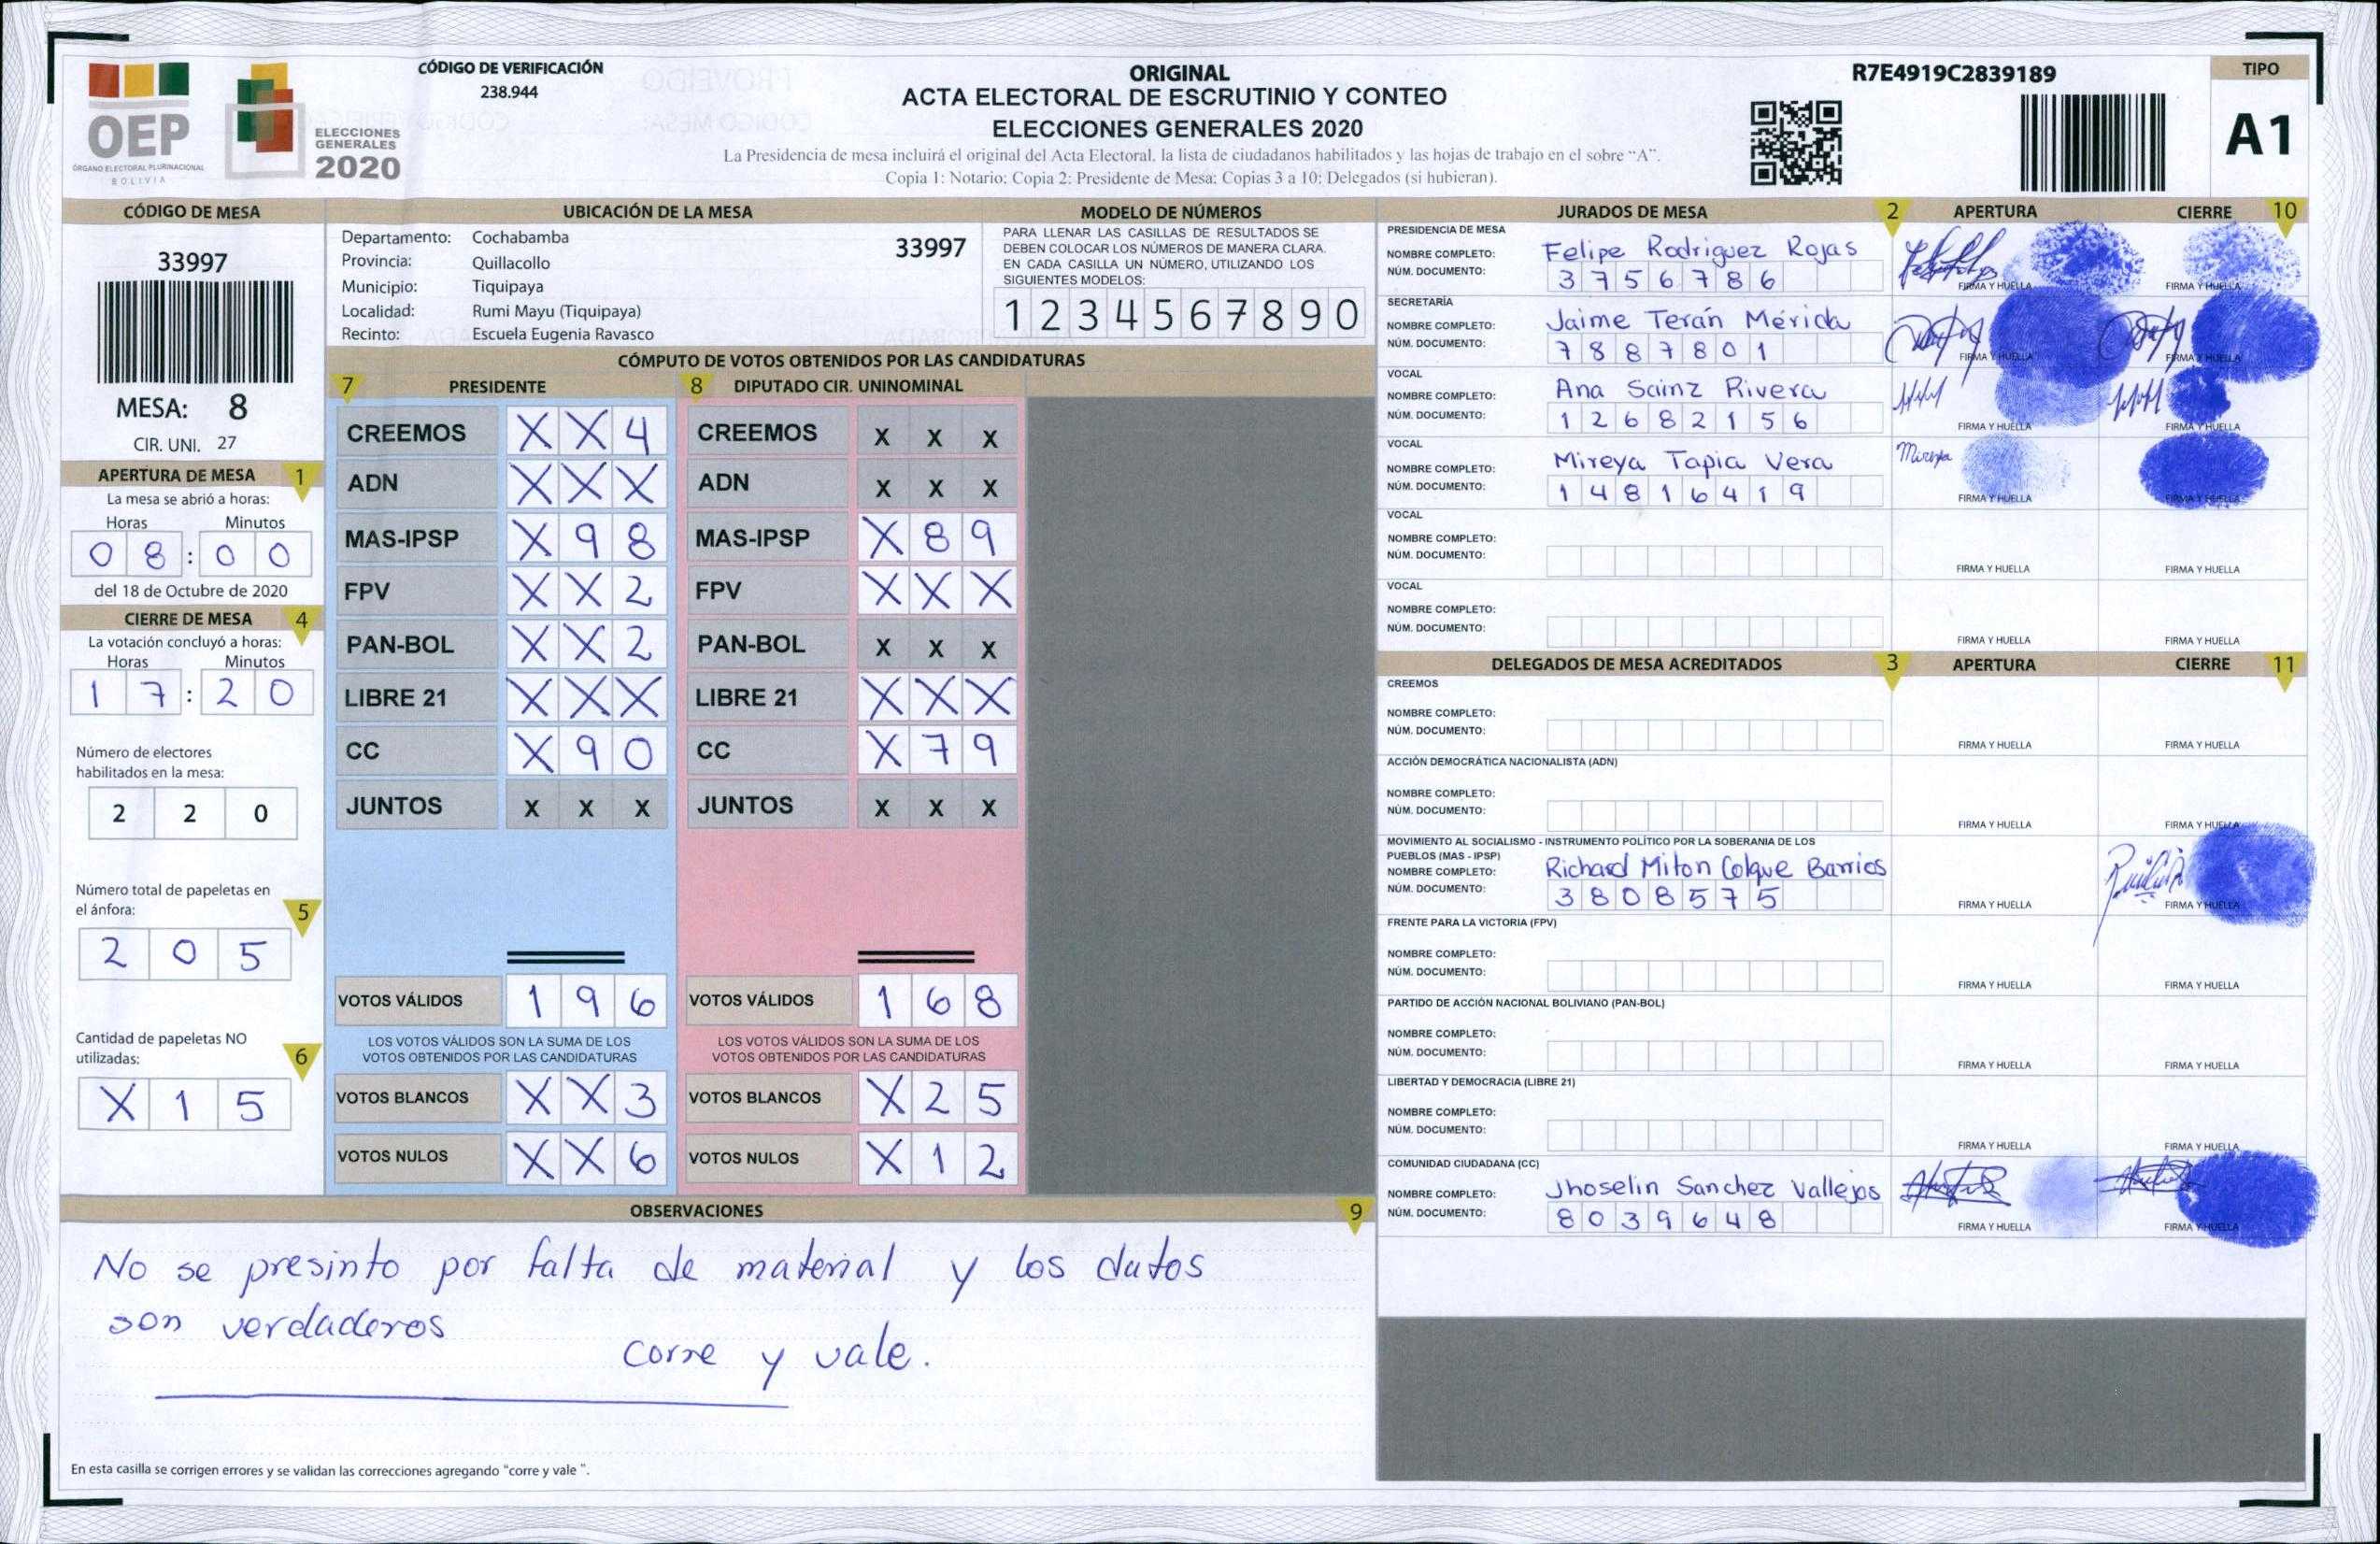 OEP
ÓRGANO ELECTORAL PLURINACIONAL
BOLIVIA
ELECCIONES
GENERALES
2020
CÓDIGO DE VERIFICACIÓN
238.944
ORIGINAL
ACTA ELECTORAL DE ESCRUTINIO Y CONTEO
ELECCIONES GENERALES 2020
La Presidencia de mesa incluirá el original del Acta Electoral, la lista de ciudadanos habilitados y las hojas de trabajo en el sobre "A".
Copia 1: Notario; Copia 2: Presidente de Mesa; Copias 3 a 10: Delegados (si hubieran).
R7E4919C2839189
TIPO
A1
CÓDIGO DE MESA
33997
MESA: 8
CIR. UNI. 27
APERTURA DE MESA 1
La mesa se abrió a horas:
Horas Minutos
0 8 : 0 0
del 18 de Octubre de 2020
CIERRE DE MESA 4
La votación concluyó a horas:
Horas Minutos
1 7 : 2 0
Número de electores
habilitados en la mesa:
2 2 0
Número total de papeletas en
el ánfora: 5
2 0 5
Cantidad de papeletas NO
utilizadas: 6
X 1 5
UBICACIÓN DE LA MESA
Departamento: Cochabamba 33997
Provincia: Quillacollo
Municipio: Tiquipaya
Localidad: Rumi Mayu (Tiquipaya)
Recinto: Escuela Eugenia Ravasco
MODELO DE NÚMEROS
PARA LLENAR LAS CASILLAS DE RESULTADOS SE
DEBEN COLOCAR LOS NÚMEROS DE MANERA CLARA.
EN CADA CASILLA UN NÚMERO, UTILIZANDO LOS
SIGUIENTES MODELOS:
1 2 3 4 5 6 7 8 9 0
CÓMPUTO DE VOTOS OBTENIDOS POR LAS CANDIDATURAS
7 PRESIDENTE 8 DIPUTADO CIR. UNINOMINAL
CREEMOS X X 4 CREEMOS X X X
ADN X X X ADN X X X
MAS-IPSP X 9 8 MAS-IPSP X 8 9
FPV X X 2 FPV X X X
PAN-BOL X X 2 PAN-BOL X X X
LIBRE 21 X X X LIBRE 21 X X X
CC X 9 0 CC X 7 9
JUNTOS X X X JUNTOS X X X
VOTOS VÁLIDOS 1 9 6 VOTOS VÁLIDOS 1 6 8
LOS VOTOS VÁLIDOS SON LA SUMA DE LOS LOS VOTOS VÁLIDOS SON LA SUMA DE LOS
VOTOS OBTENIDOS POR LAS CANDIDATURAS VOTOS OBTENIDOS POR LAS CANDIDATURAS
VOTOS BLANCOS X X 3 VOTOS BLANCOS X 2 5
VOTOS NULOS X X 6 VOTOS NULOS X 1 2
OBSERVACIONES 9
No se presinto por falta de material y los datos
son verdaderos
corre y vale.
En esta casilla se corrigen errores y se validan las correcciones agregando "corre y vale ".
JURADOS DE MESA 2 APERTURA CIERRE 10
PRESIDENCIA DE MESA
NOMBRE COMPLETO: Felipe Rodriguez Rojas
NÚM. DOCUMENTO: 3 7 5 6 7 8 6
FIRMA Y HUELLA FIRMA Y HUELLA
SECRETARÍA
NOMBRE COMPLETO: Jaime Terán Mérida
NÚM. DOCUMENTO: 7 8 8 7 8 0 1
FIRMA Y HUELLA FIRMA Y HUELLA
VOCAL
NOMBRE COMPLETO: Ana Sainz Rivera
NÚM. DOCUMENTO: 1 2 6 8 2 1 5 6
FIRMA Y HUELLA FIRMA Y HUELLA
VOCAL
NOMBRE COMPLETO: Mireya Tapia Vera
Mireya
NÚM. DOCUMENTO: 1 4 8 1 6 4 1 9
FIRMA Y HUELLA FIRMA Y HUELLA
VOCAL
NOMBRE COMPLETO:
NÚM. DOCUMENTO:
FIRMA Y HUELLA FIRMA Y HUELLA
VOCAL
NOMBRE COMPLETO:
NÚM. DOCUMENTO:
FIRMA Y HUELLA FIRMA Y HUELLA
DELEGADOS DE MESA ACREDITADOS 3 APERTURA CIERRE 11
CREEMOS
NOMBRE COMPLETO:
NÚM. DOCUMENTO:
FIRMA Y HUELLA FIRMA Y HUELLA
ACCIÓN DEMOCRÁTICA NACIONALISTA (ADN)
NOMBRE COMPLETO:
NÚM. DOCUMENTO:
FIRMA Y HUELLA FIRMA Y HUELLA
MOVIMIENTO AL SOCIALISMO - INSTRUMENTO POLÍTICO POR LA SOBERANIA DE LOS
PUEBLOS (MAS - IPSP)
NOMBRE COMPLETO: Richard Miton Colque Barrios
NÚM. DOCUMENTO: 3 8 0 8 5 7 5
FIRMA Y HUELLA FIRMA Y HUELLA
FRENTE PARA LA VICTORIA (FPV)
NOMBRE COMPLETO:
NÚM. DOCUMENTO:
FIRMA Y HUELLA FIRMA Y HUELLA
PARTIDO DE ACCIÓN NACIONAL BOLIVIANO (PAN-BOL)
NOMBRE COMPLETO:
NÚM. DOCUMENTO:
FIRMA Y HUELLA FIRMA Y HUELLA
LIBERTAD Y DEMOCRACIA (LIBRE 21)
NOMBRE COMPLETO:
NÚM. DOCUMENTO:
FIRMA Y HUELLA FIRMA Y HUELLA
COMUNIDAD CIUDADANA (CC)
NOMBRE COMPLETO: Jhoselin Sanchez Vallejos
NÚM. DOCUMENTO: 8 0 3 9 6 4 8
FIRMA Y HUELLA FIRMA Y HUELLA